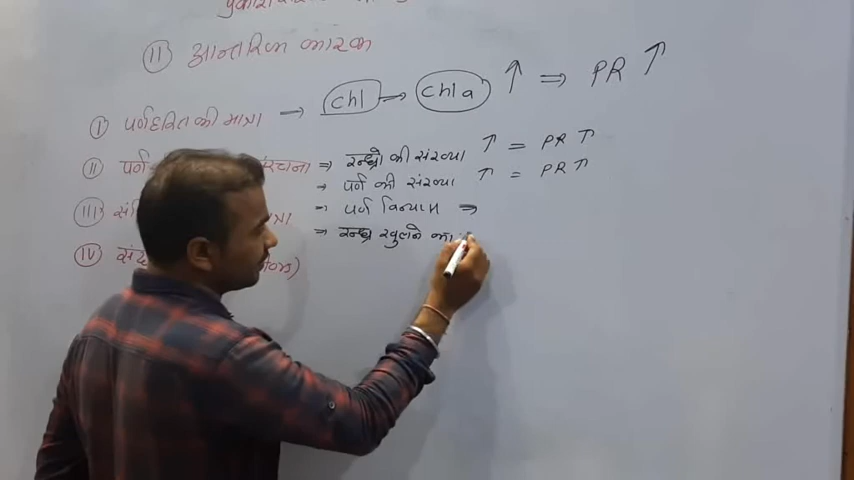 II आन्तरिक कारक
I पर्णहरित की मात्रा → chl → chl a ↑ ⇒ PR ↑
II पर्ण संरचना ⇒ रन्ध्रो की संख्या ↑ = PR ↑
→ पर्ण की संख्या ↑ = PR ↑
III → पर्ण विन्यास ⇒
IV ⇒ रन्ध्र खुलने का